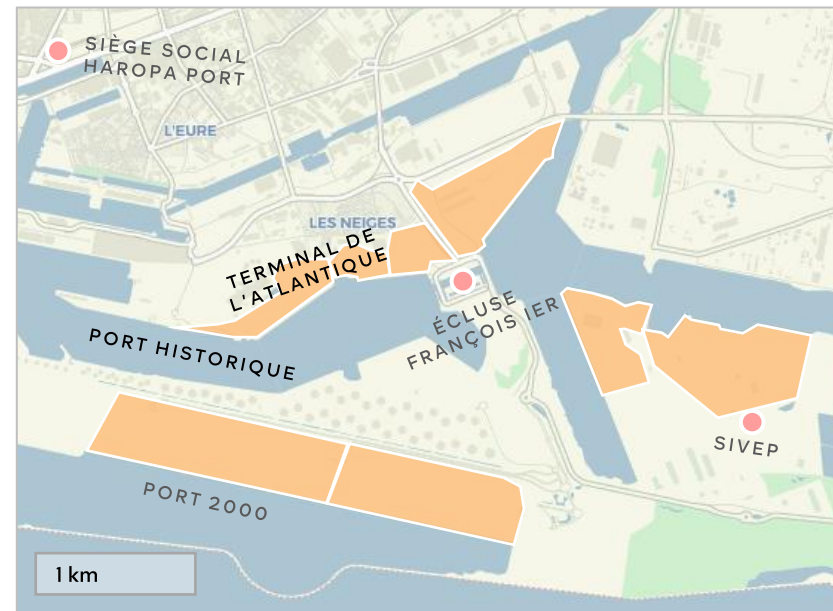 SIÈGE SOCIAL
HAROPA PORT
L'EURE
LES NEIGES
TERMINAL DE
L'ATLANTIQUE
ÉCLUSE
FRANÇOIS IER
PORT HISTORIQUE
SIVEP
PORT 2000
1 km